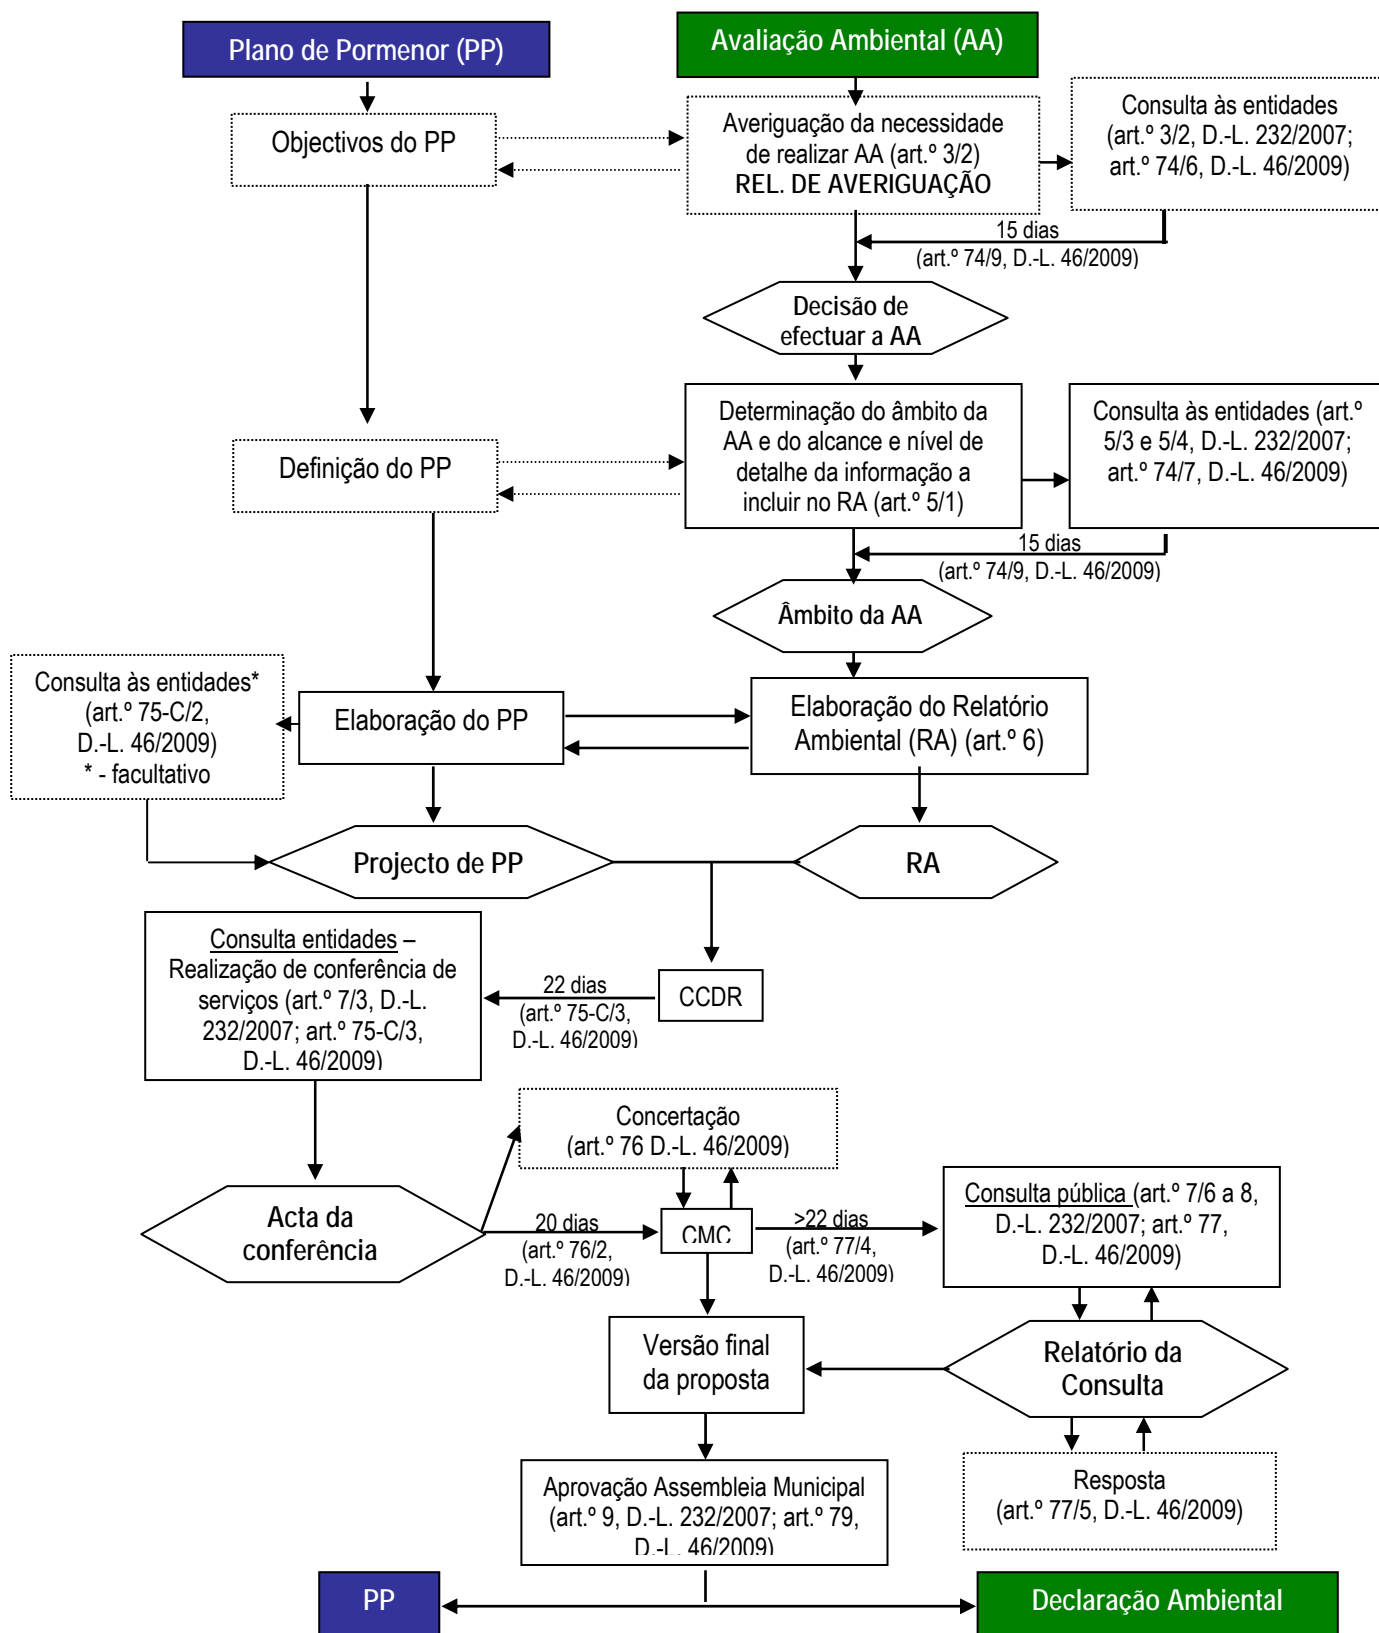 Plano de Pormenor (PP)
Avaliação Ambiental (AA)
Objectivos do PP
Averiguação da necessidade
de realizar AA (art.º 3/2)
REL. DE AVERIGUAÇÃO
Consulta às entidades
(art.º 3/2, D.-L. 232/2007;
art.º 74/6, D.-L. 46/2009)
15 dias
(art.º 74/9, D.-L. 46/2009)
Decisão de
efectuar a AA
Definição do PP
Determinação do âmbito da
AA e do alcance e nível de
detalhe da informação a
incluir no RA (art.º 5/1)
Consulta às entidades (art.º
5/3 e 5/4, D.-L. 232/2007;
art.º 74/7, D.-L. 46/2009)
15 dias
(art.º 74/9, D.-L. 46/2009)
Âmbito da AA
Consulta às entidades*
(art.º 75-C/2,
D.-L. 46/2009)
* - facultativo
Elaboração do PP
Elaboração do Relatório
Ambiental (RA) (art.º 6)
Projecto de PP
RA
Consulta entidades –
Realização de conferência de
serviços (art.º 7/3, D.-L.
232/2007; art.º 75-C/3,
D.-L. 46/2009)
22 dias
(art.º 75-C/3,
D.-L. 46/2009)
CCDR
Concertação
(art.º 76 D.-L. 46/2009)
Acta da
conferência
20 dias
(art.º 76/2,
D.-L. 46/2009)
CMC
>22 dias
(art.º 77/4,
D.-L. 46/2009)
Consulta pública (art.º 7/6 a 8,
D.-L. 232/2007; art.º 77,
D.-L. 46/2009)
Versão final
da proposta
Relatório da
Consulta
Aprovação Assembleia Municipal
(art.º 9, D.-L. 232/2007; art.º 79,
D.-L. 46/2009)
Resposta
(art.º 77/5, D.-L. 46/2009)
PP
Declaração Ambiental